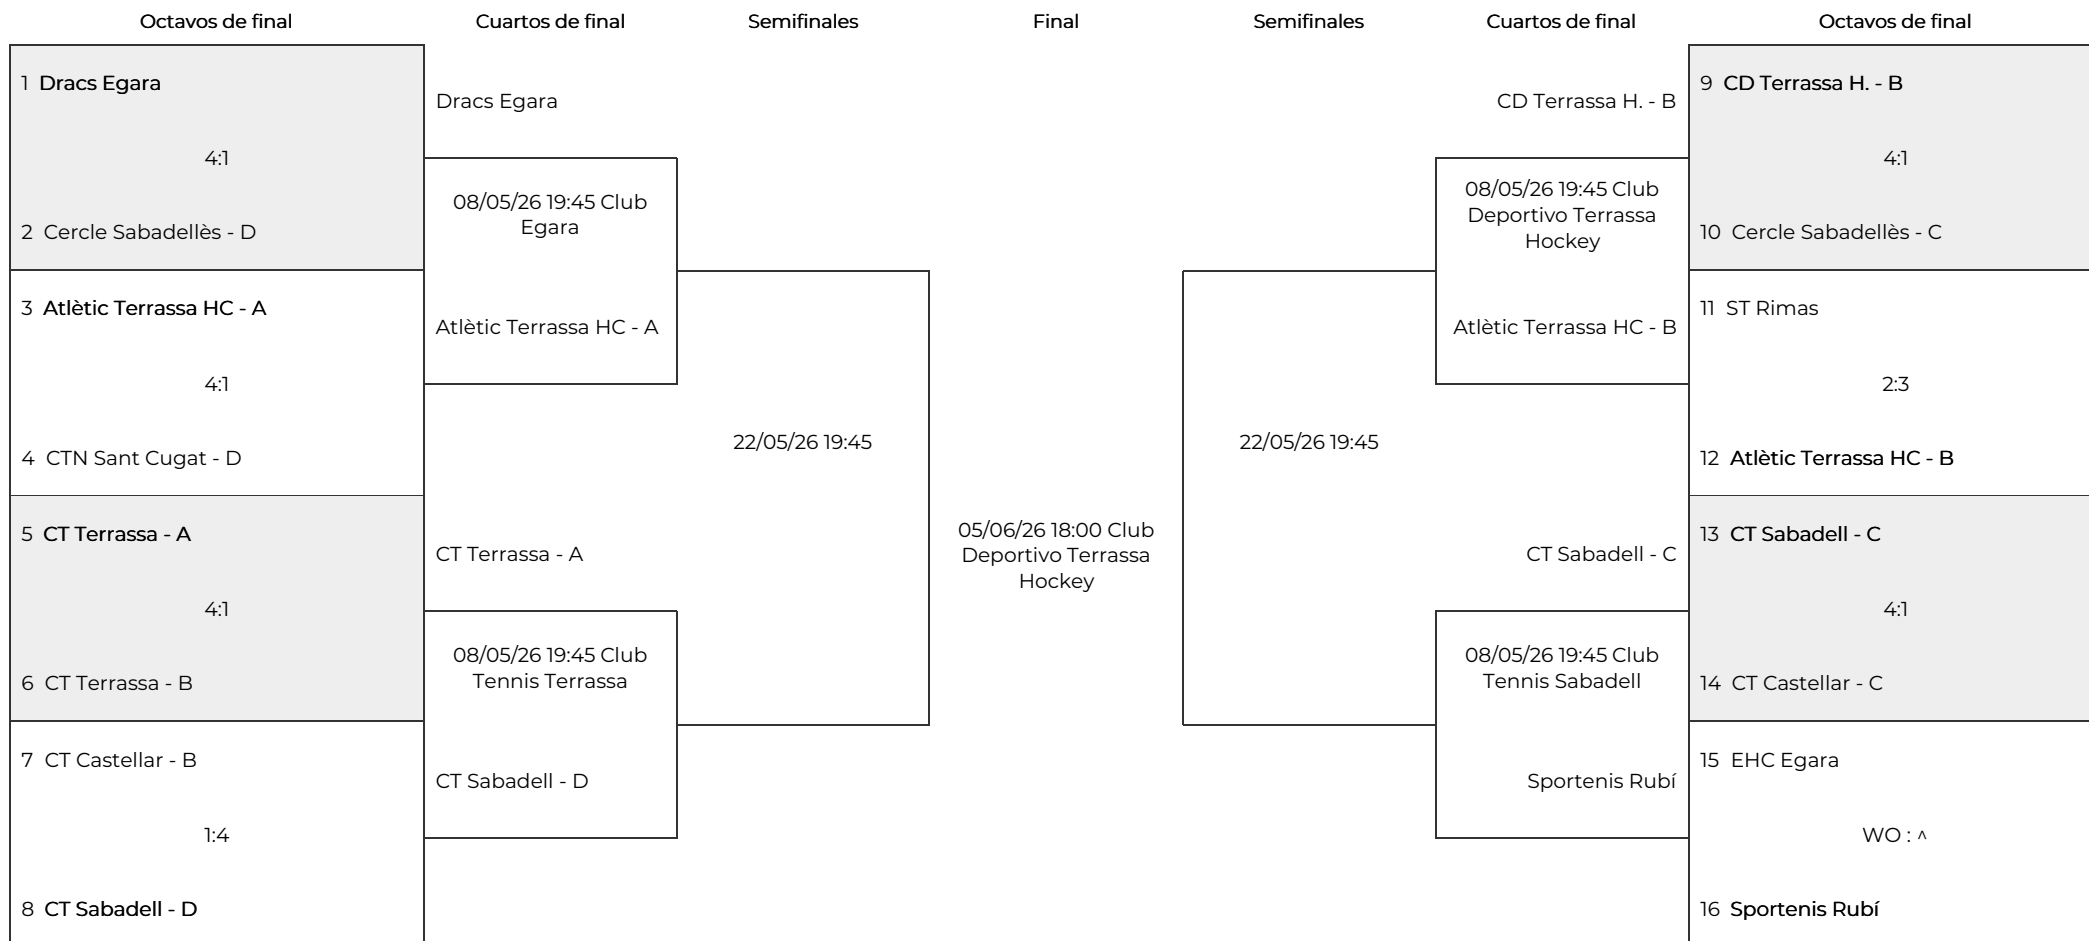 Octavos de final
Cuartos de final
Semifinales
Final
Semifinales
Cuartos de final
Octavos de final
1 Dracs Egara
4:1
2 Cercle Sabadellès - D
3 Atlètic Terrassa HC - A
4:1
4 CTN Sant Cugat - D
5 CT Terrassa - A
4:1
6 CT Terrassa - B
7 CT Castellar - B
1:4
8 CT Sabadell - D
Dracs Egara
08/05/26 19:45 Club
Egara
Atlètic Terrassa HC - A
CT Terrassa - A
08/05/26 19:45 Club
Tennis Terrassa
CT Sabadell - D
22/05/26 19:45
05/06/26 18:00 Club
Deportivo Terrassa
Hockey
22/05/26 19:45
CD Terrassa H. - B
08/05/26 19:45 Club
Deportivo Terrassa
Hockey
Atlètic Terrassa HC - B
CT Sabadell - C
08/05/26 19:45 Club
Tennis Sabadell
Sportenis Rubí
9 CD Terrassa H. - B
4:1
10 Cercle Sabadellès - C
11 ST Rimas
2:3
12 Atlètic Terrassa HC - B
13 CT Sabadell - C
4:1
14 CT Castellar - C
15 EHC Egara
WO : ^
16 Sportenis Rubí